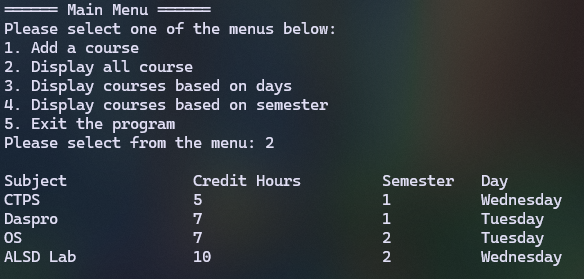 ══════ Main Menu ══════
Please select one of the menus below:
1. Add a course
2. Display all course
3. Display courses based on days
4. Display courses based on semester
5. Exit the program
Please select from the menu: 2
Subject Credit Hours Semester Day
CTPS 5 1 Wednesday
Daspro 7 1 Tuesday
OS 7 2 Tuesday
ALSD Lab 10 2 Wednesday